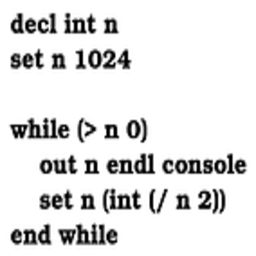 decl int n
set n 1024
while (> n 0)
out n endl console
set n (int (/ n 2))
end while